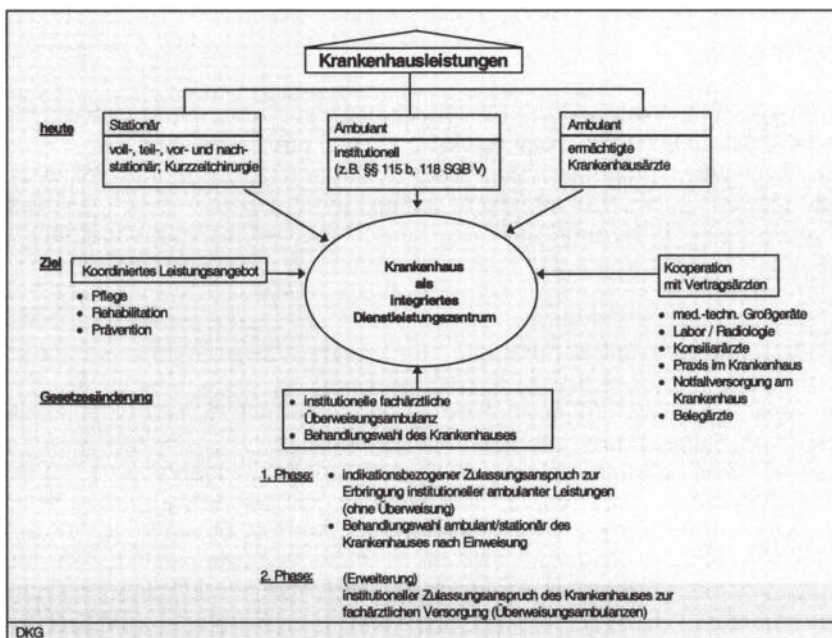 Krankenhausleistungen
heute
Stationär
voll-, teil-, vor- und nach-
stationär; Kurzzeitchirurgie
Ambulant
institutionell
(z.B. §§ 115 b, 118 SGB V)
Ambulant
ermächtigte
Krankenhausärzte
Ziel
Koordiniertes Leistungsangebot
• Pflege
• Rehabilitation
• Prävention
Krankenhaus
als
integriertes
Dienstleistungszentrum
Kooperation
mit Vertragsärzten
• med.-techn. Großgeräte
• Labor / Radiologie
• Konsiliarärzte
• Praxis im Krankenhaus
• Notfallversorgung am
Krankenhaus
• Belegärzte
Gesetzesänderung
• institutionelle fachärztliche
Überweisungsambulanz
• Behandlungswahl des Krankenhauses
1. Phase: • Indikationsbezogener Zulassungsanspruch zur
Erbringung institutioneller ambulanter Leistungen
(ohne Überweisung)
• Behandlungswahl ambulant/stationär des
Krankenhauses nach Einweisung
2. Phase: (Erweiterung)
institutioneller Zulassungsanspruch des Krankenhauses zur
fachärztlichen Versorgung (Überweisungsambulanzen)
DKG